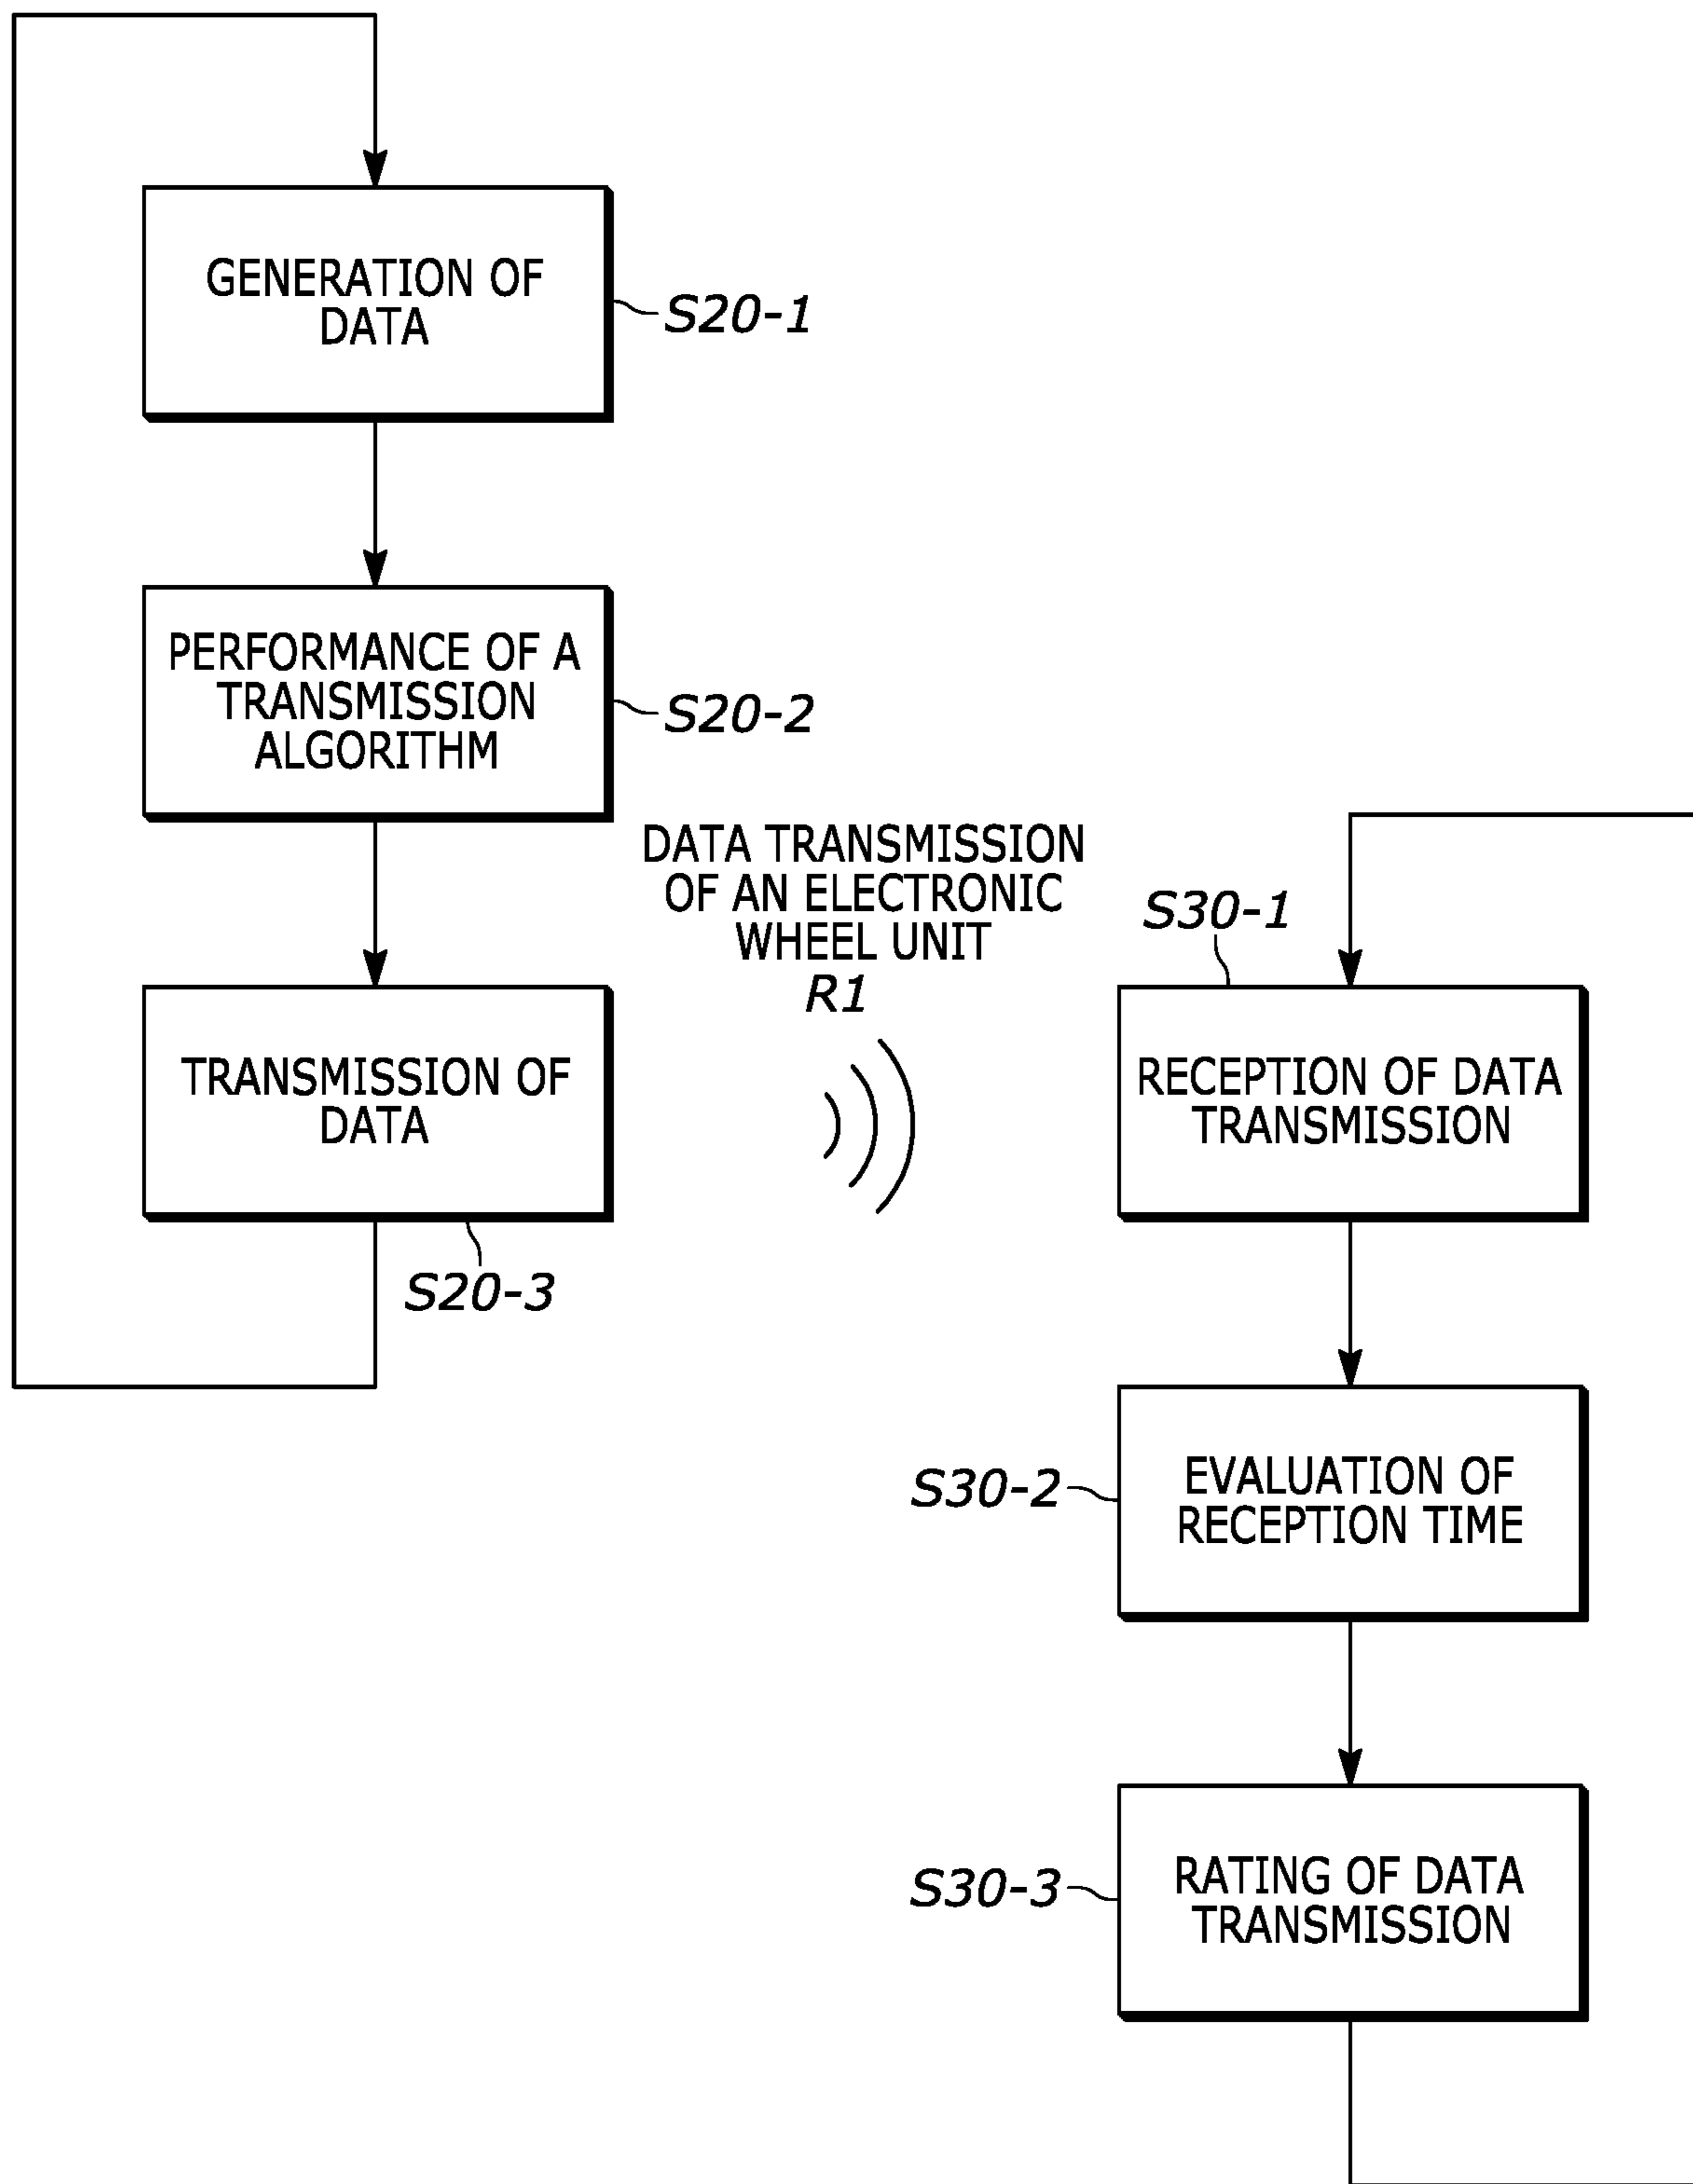 GENERATION OF
DATA
S20-1
PERFORMANCE OF A
TRANSMISSION
ALGORITHM
S20-2
DATA TRANSMISSION
OF AN ELECTRONIC
WHEEL UNIT
R1
TRANSMISSION OF
DATA
S20-3
S30-1
RECEPTION OF DATA
TRANSMISSION
S30-2
EVALUATION OF
RECEPTION TIME
S30-3
RATING OF DATA
TRANSMISSION